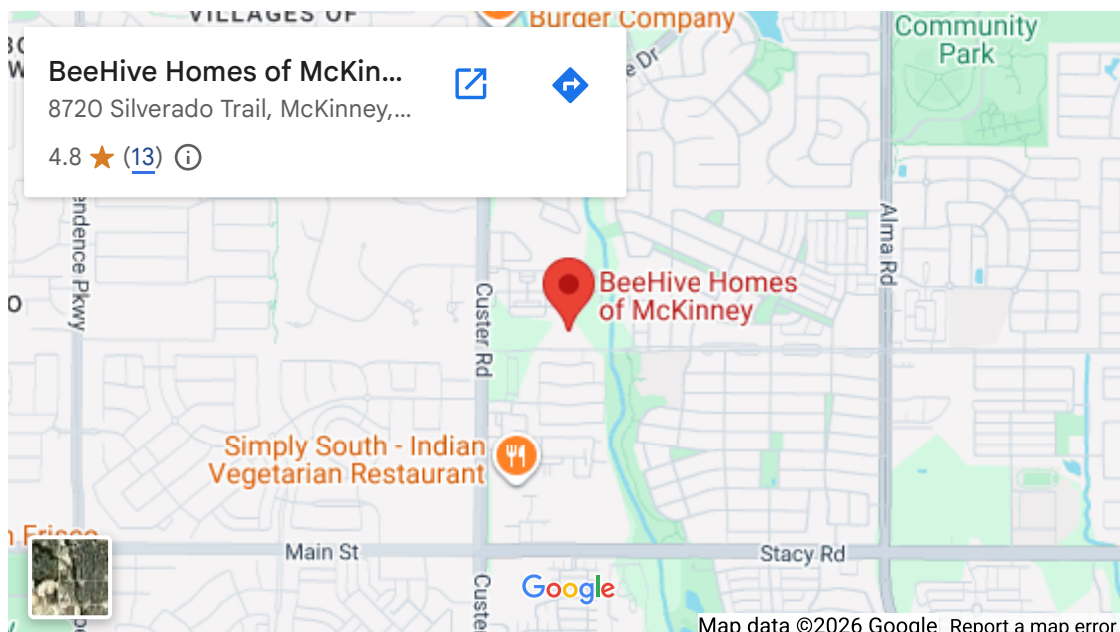 VILLAGES OF
Burger Company
Community
Park
BeeHive Homes of McKin...
8720 Silverado Trail, McKinney,...
4.8 (13)
e Dr
endence Pkwy
Custer Rd
Alma Rd
BeeHive Homes
of McKinney
Simply South - Indian
Vegetarian Restaurant
n Frisco
Main St
Stacy Rd
Custe
Google
Map data ©2026 Google
Report a map error